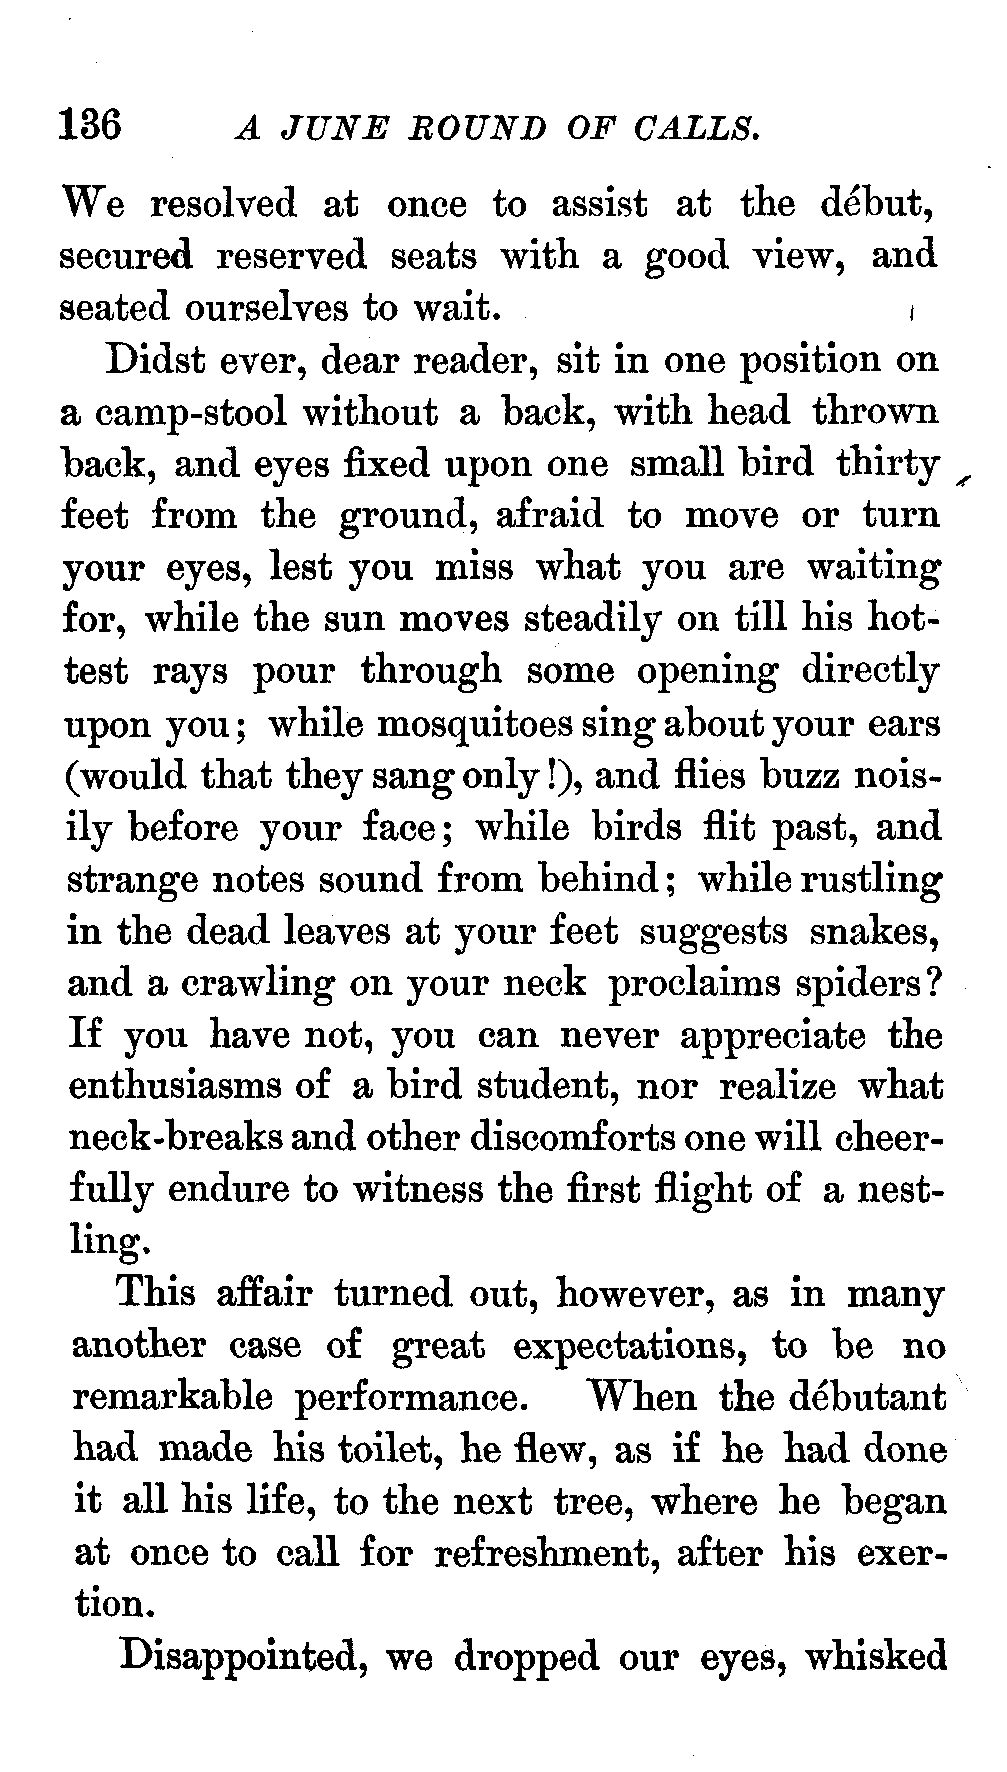 136 A JUNE ROUND OF CALLS.
We resolved at once to assist at the début,
secured reserved seats with a good view, and
seated ourselves to wait.
Didst ever, dear reader, sit in one position on
a camp-stool without a back, with head thrown
back, and eyes fixed upon one small bird thirty
feet from the ground, afraid to move or turn
your eyes, lest you miss what you are waiting
for, while the sun moves steadily on till his hot-
test rays pour through some opening directly
upon you; while mosquitoes sing about your ears
(would that they sang only!), and flies buzz nois-
ily before your face; while birds flit past, and
strange notes sound from behind; while rustling
in the dead leaves at your feet suggests snakes,
and a crawling on your neck proclaims spiders?
If you have not, you can never appreciate the
enthusiasms of a bird student, nor realize what
neck-breaks and other discomforts one will cheer-
fully endure to witness the first flight of a nest-
ling.
This affair turned out, however, as in many
another case of great expectations, to be no
remarkable performance. When the débutant
had made his toilet, he flew, as if he had done
it all his life, to the next tree, where he began
at once to call for refreshment, after his exer-
tion.
Disappointed, we dropped our eyes, whisked